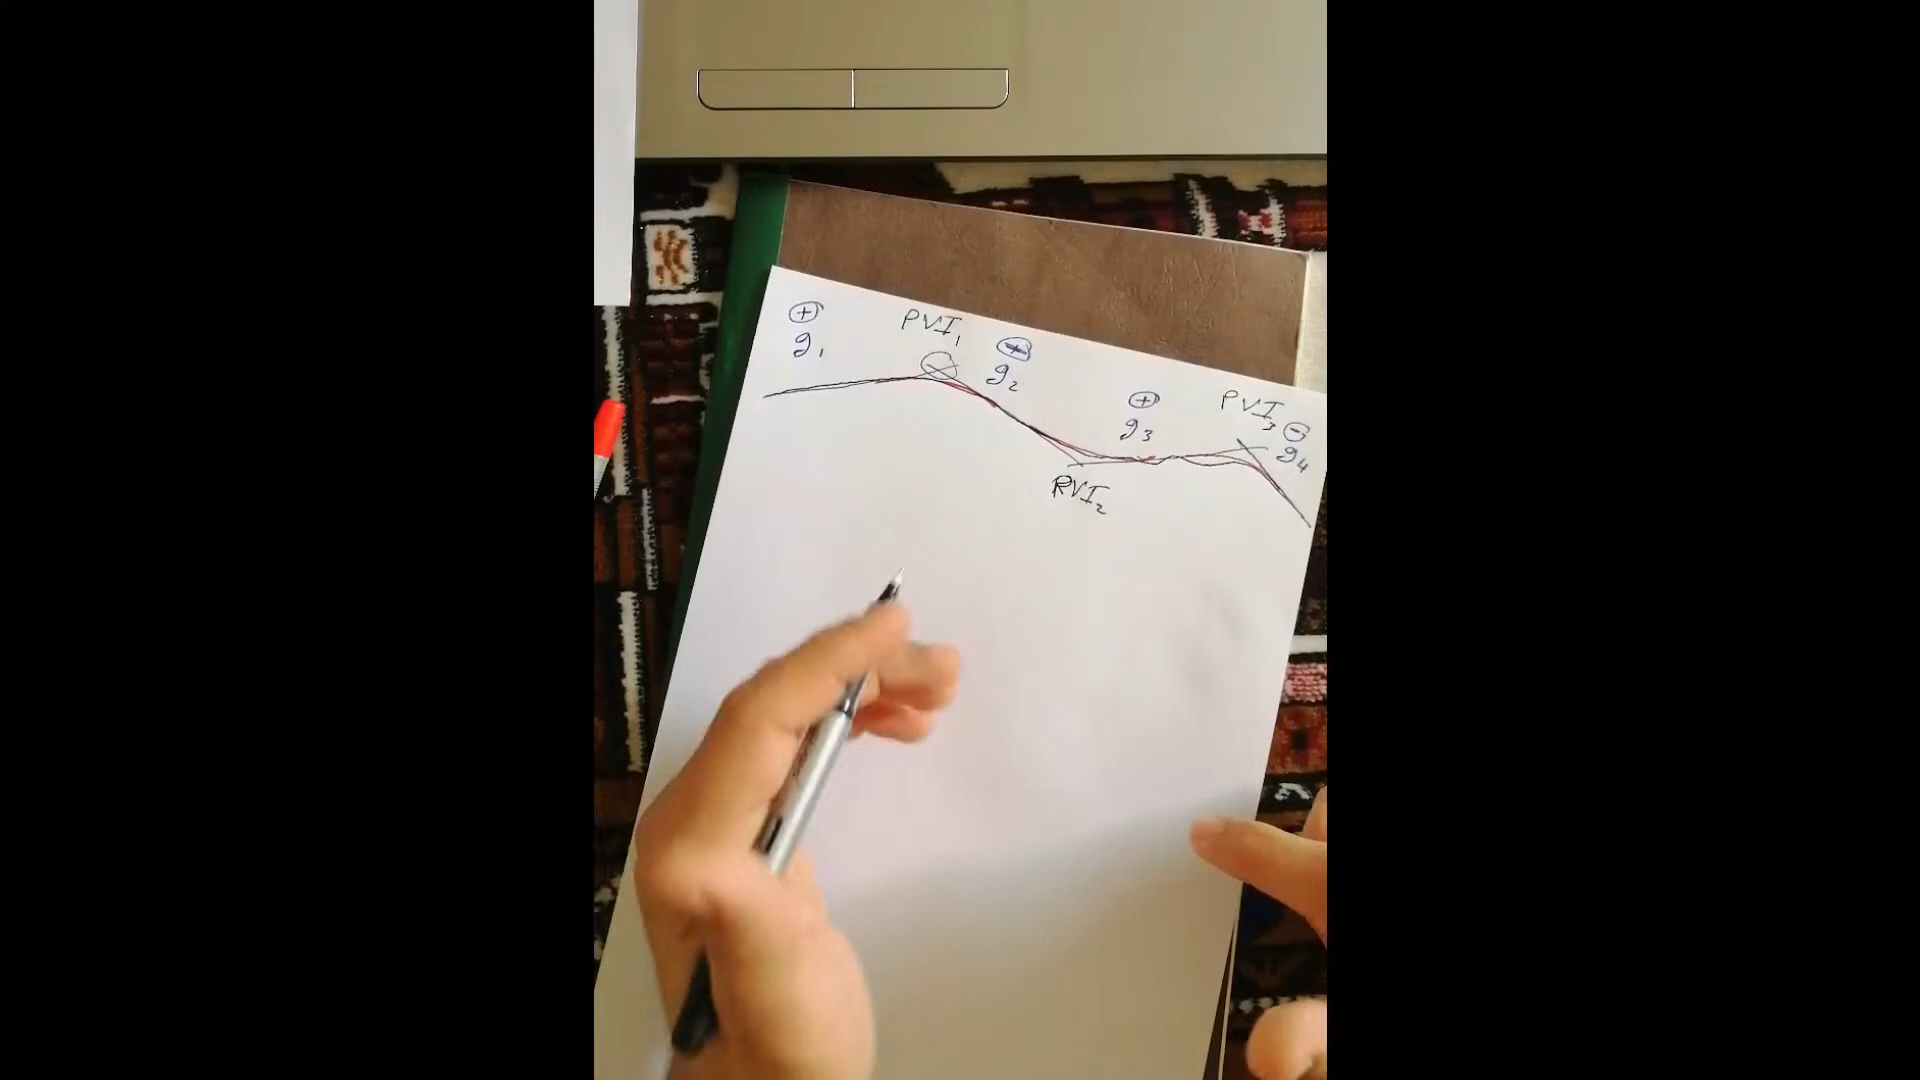 ⊕ PVI₁
g₁ g₂
⊕ PVI₃
g₃ ⊖
g₄
PVI₂